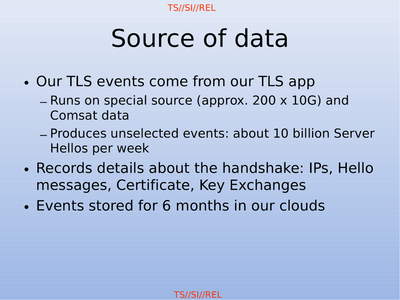 TS//SI//REL
Source of data
• Our TLS events come from our TLS app
– Runs on special source (approx. 200 x 10G) and
Comsat data
– Produces unselected events: about 10 billion Server
Hellos per week
• Records details about the handshake: IPs, Hello
messages, Certificate, Key Exchanges
• Events stored for 6 months in our clouds
TS//SI//REL